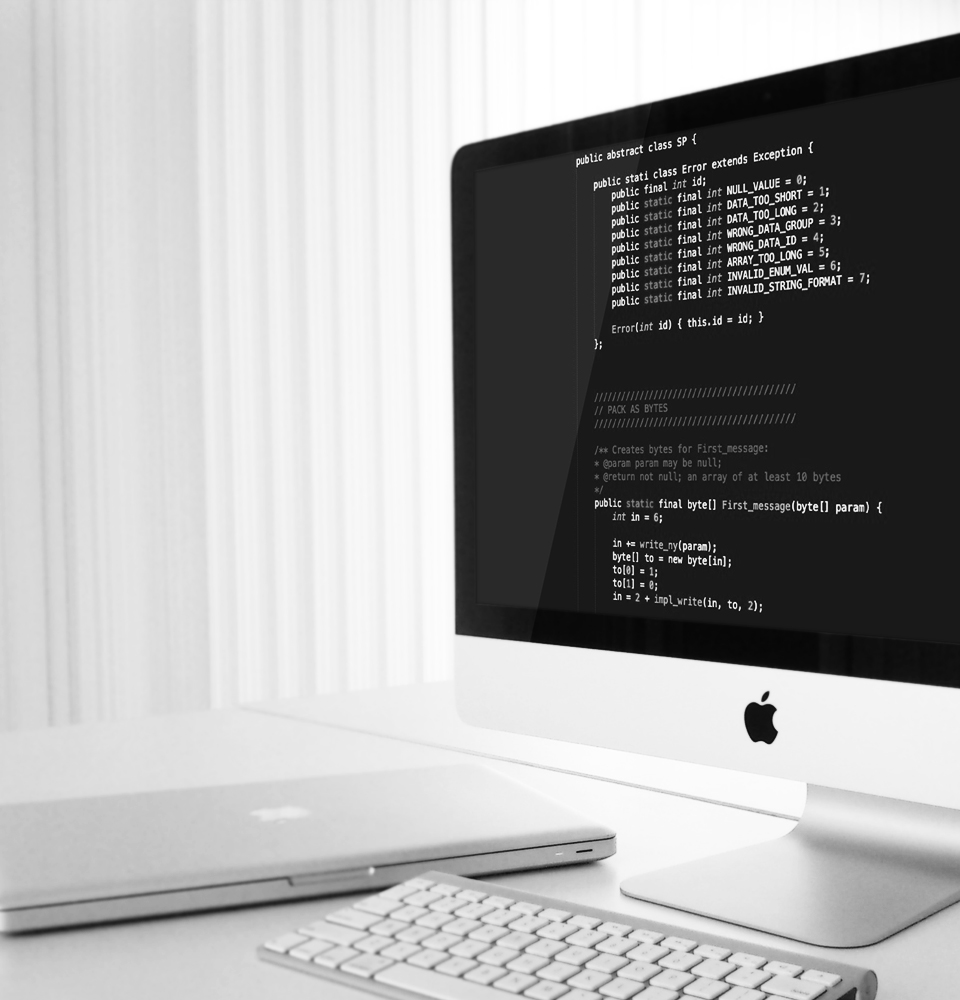 public abstract class SP {
public stati class Error extends Exception {
public final int id;
public static final int NULL_VALUE = 0;
public static final int DATA_TOO_SHORT = 1;
public static final int DATA_TOO_LONG = 2;
public static final int WRONG_DATA_GROUP = 3;
public static final int WRONG_DATA_ID = 4;
public static final int ARRAY_TOO_LONG = 5;
public static final int INVALID_ENUM_VAL = 6;
public static final int INVALID_STRING_FORMAT = 7;
Error(int id) { this.id = id; }
};
/////////////////////////////////////////
// PACK AS BYTES
/////////////////////////////////////////
/** Creates bytes for First_message:
* @param param may be null;
* @return not null; an array of at least 10 bytes
*/
public static final byte[] First_message(byte[] param) {
int in = 6;
in += write_ny(param);
byte[] to = new byte[in];
to[0] = 1;
to[1] = 0;
in = 2 + impl_write(in, to, 2);